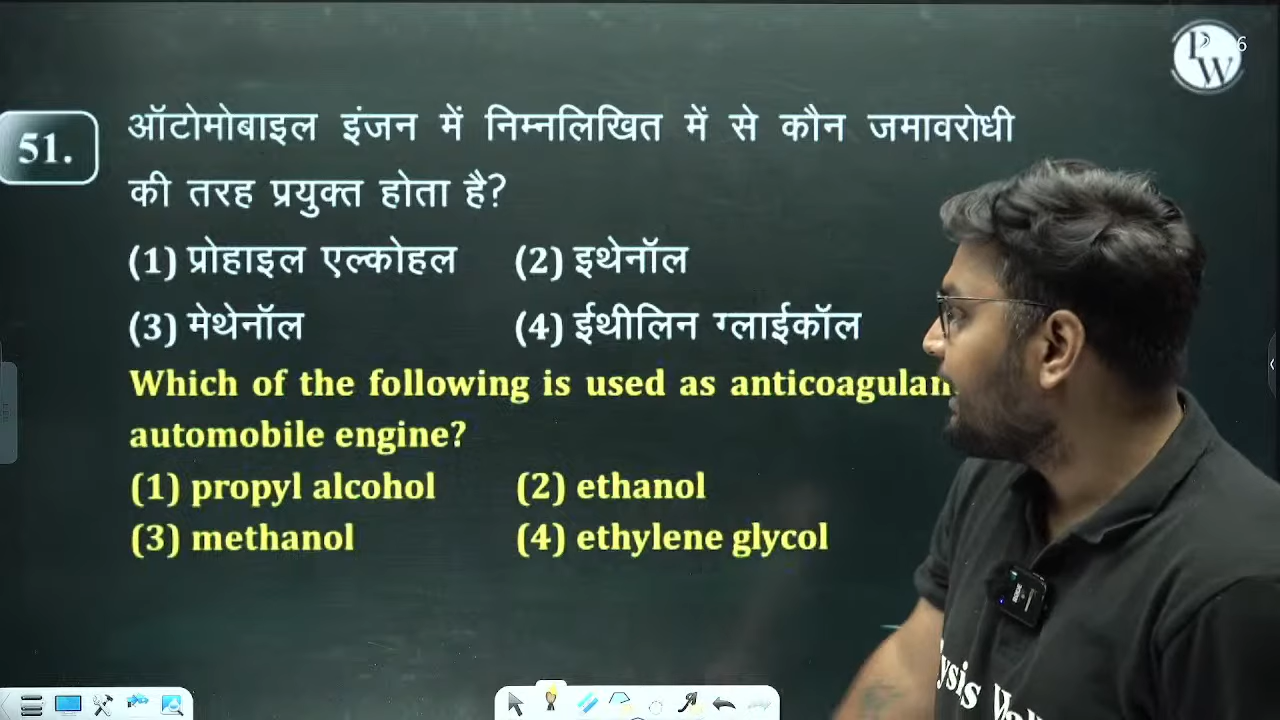 PW
6
51.
ऑटोमोबाइल इंजन में निम्नलिखित में से कौन जमावरोधी
की तरह प्रयुक्त होता है?
(1) प्रोहाइल एल्कोहल (2) इथेनॉल
(3) मेथेनॉल (4) ईथीलिन ग्लाईकॉल
Which of the following is used as anticoagulan
automobile engine?
(1) propyl alcohol (2) ethanol
(3) methanol (4) ethylene glycol